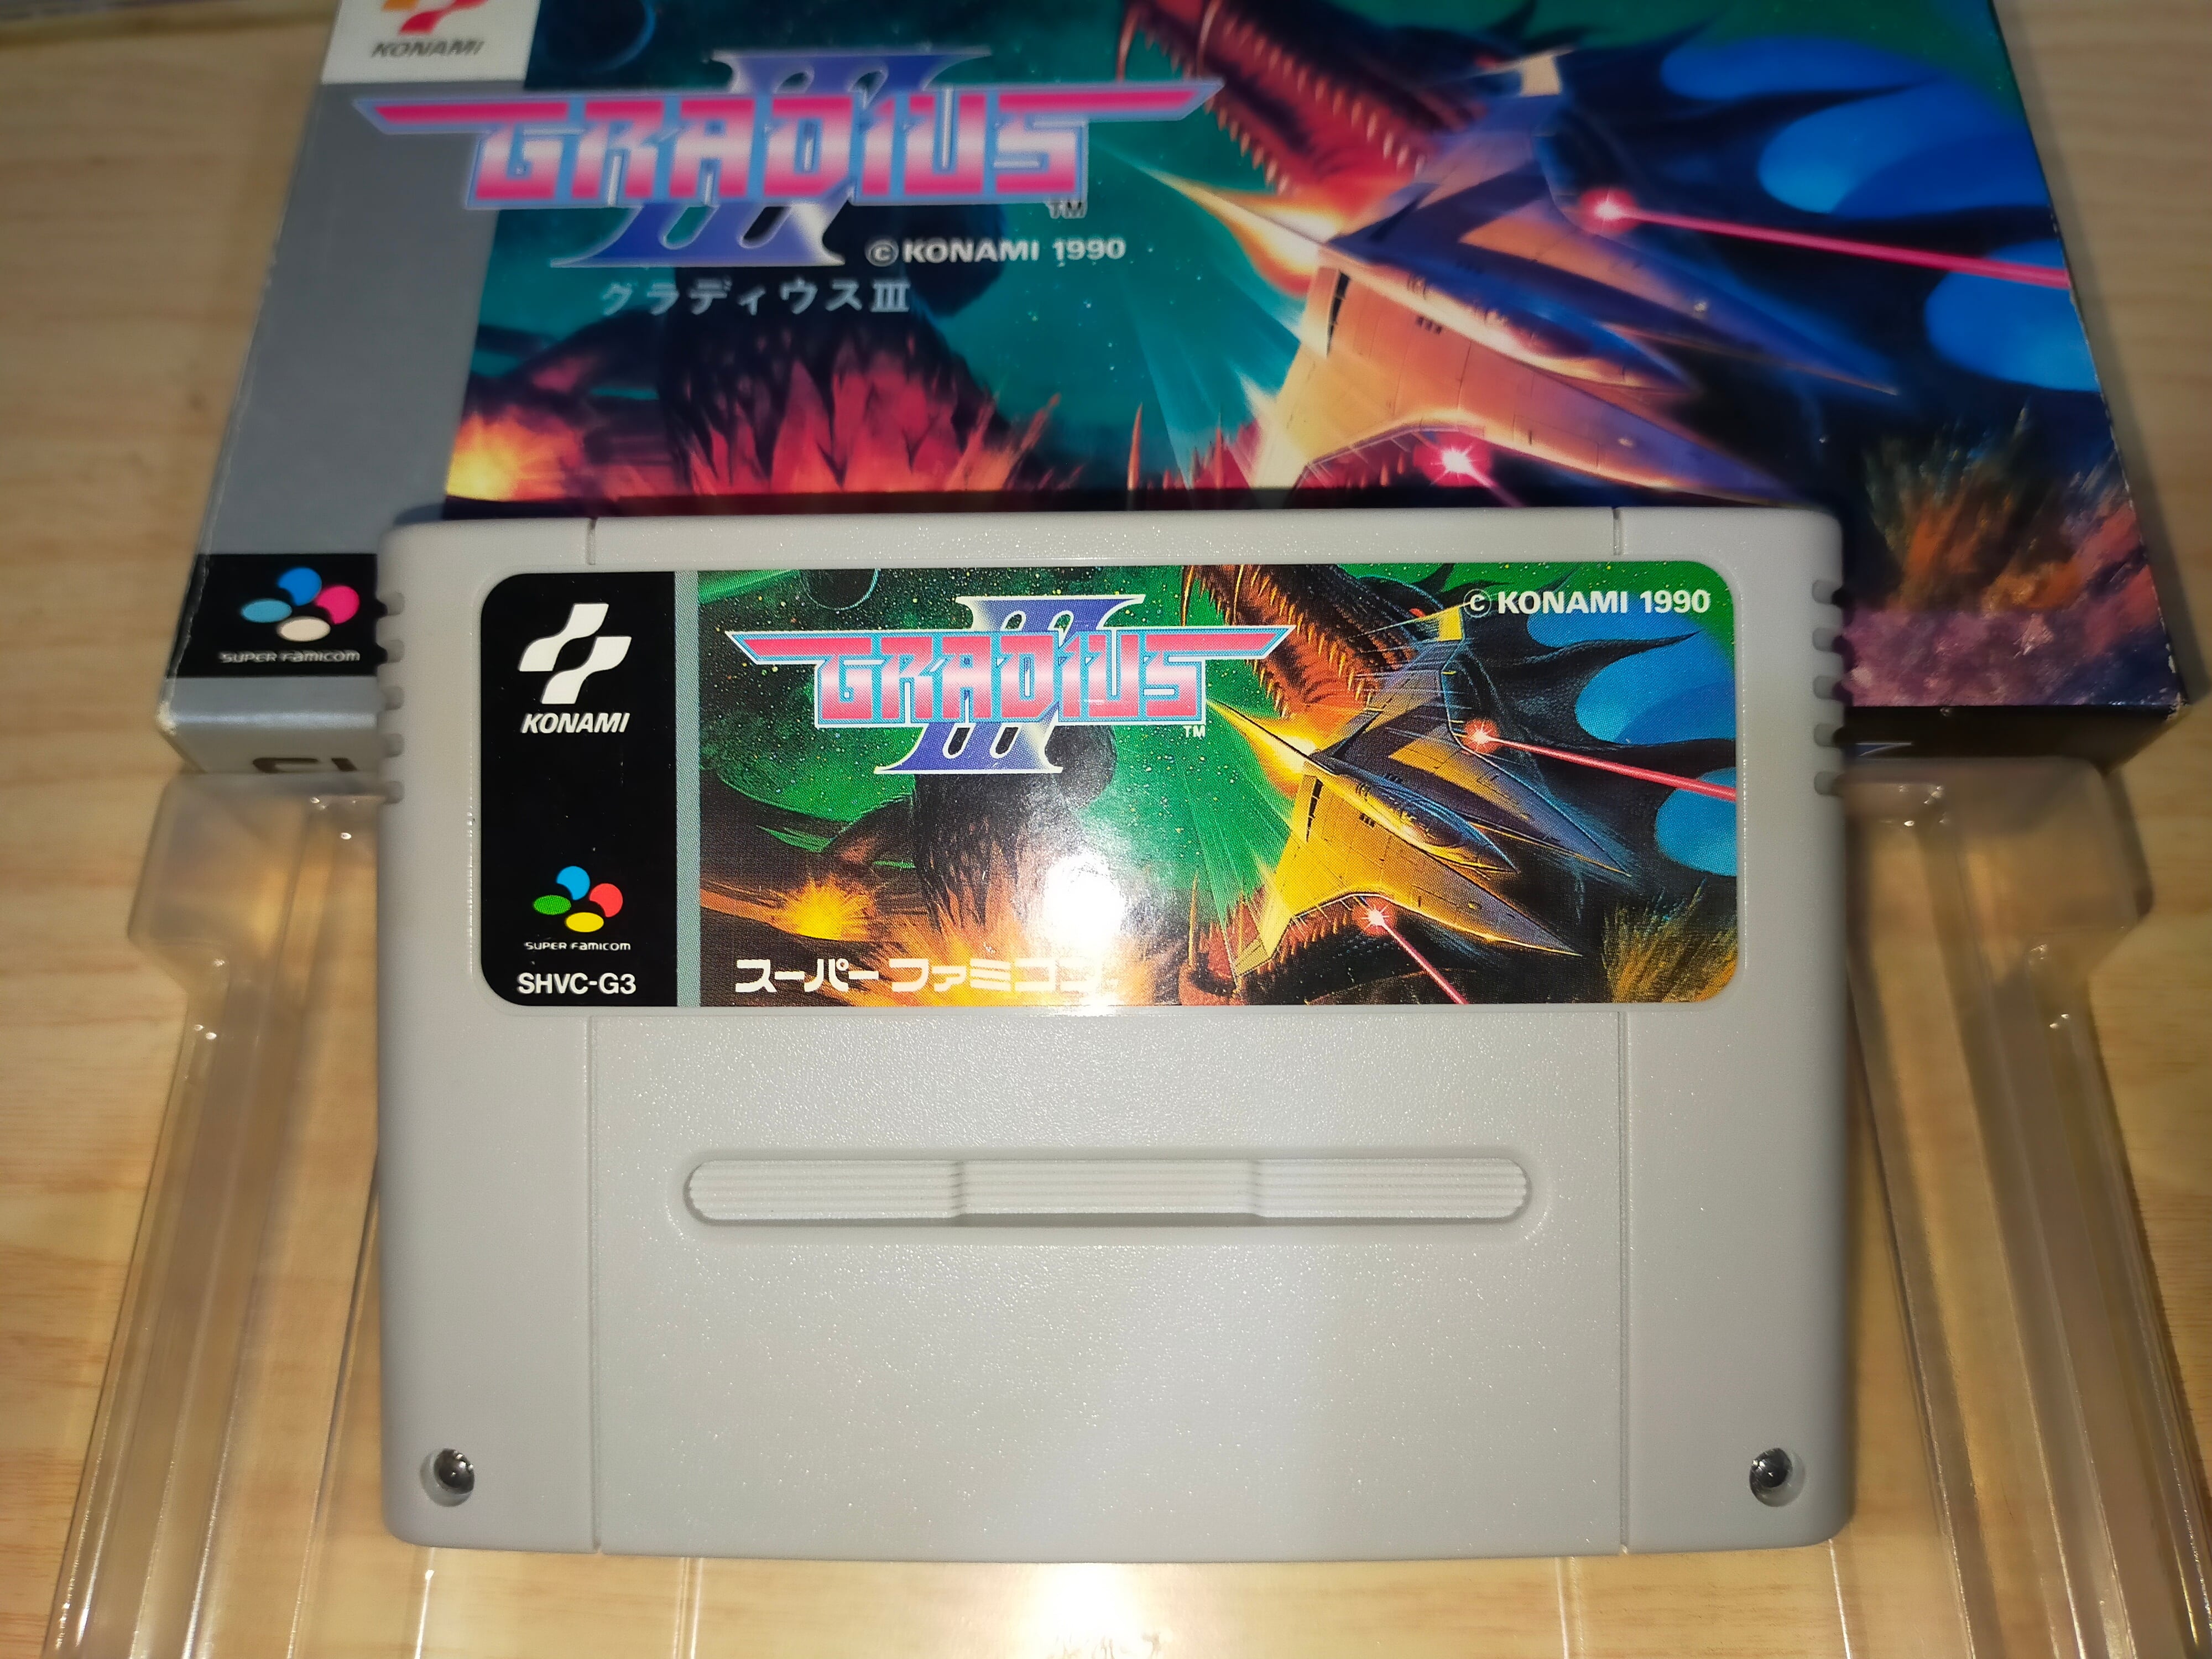 KONAMI
III
GRADIUS
TM
© KONAMI 1990
グラディウスIII
SUPER FAMICOM
© KONAMI 1990
III
GRADIUS
TM
KONAMI
SUPER FAMICOM
SHVC-G3
スーパー ファミコン